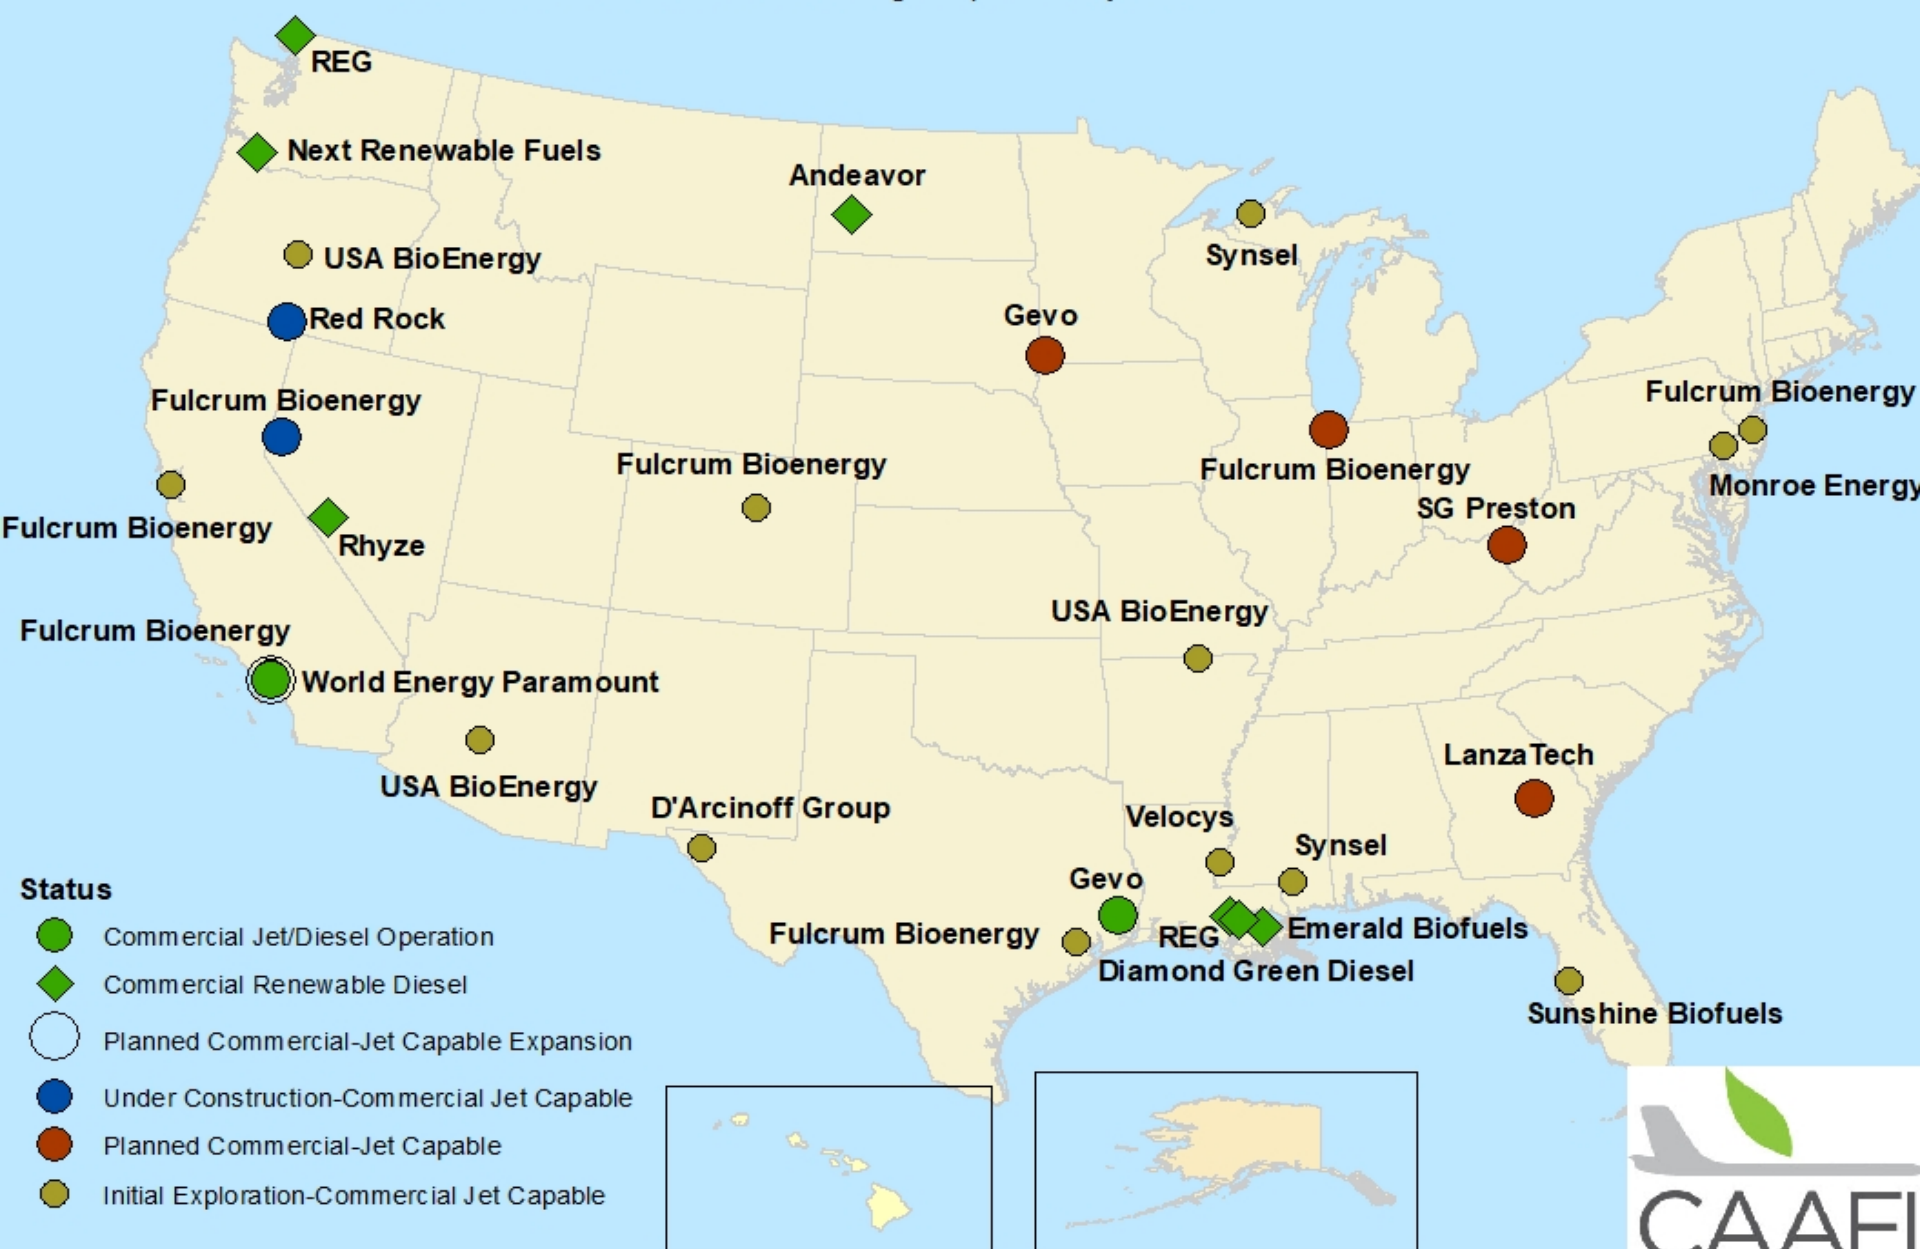 REG
Next Renewable Fuels
Andeavor
USA BioEnergy
Synsel
Red Rock
Gevo
Fulcrum Bioenergy
Fulcrum Bioenergy
Fulcrum Bioenergy
Fulcrum Bioenergy
Monroe Energy
SG Preston
Fulcrum Bioenergy
Rhyze
USA BioEnergy
Fulcrum Bioenergy
World Energy Paramount
LanzaTech
USA BioEnergy
D'Arcinoff Group
Velocys
Synsel
Gevo
Fulcrum Bioenergy
REG
Emerald Biofuels
Diamond Green Diesel
Sunshine Biofuels
Status
Commercial Jet/Diesel Operation
Commercial Renewable Diesel
Planned Commercial-Jet Capable Expansion
Under Construction-Commercial Jet Capable
Planned Commercial-Jet Capable
Initial Exploration-Commercial Jet Capable
CAAFI